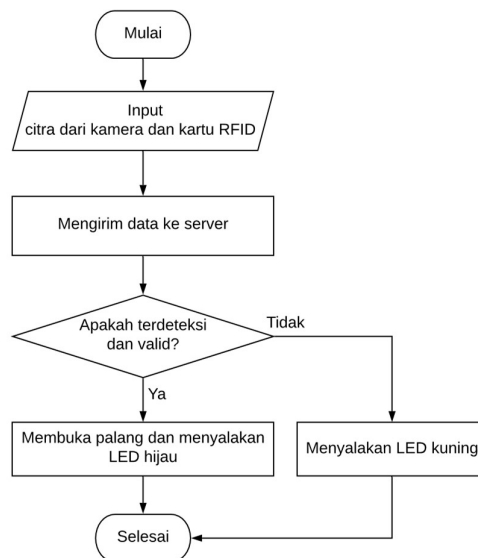 Mulai
Input
citra dari kamera dan kartu RFID
Mengirim data ke server
Apakah terdeteksi
dan valid?
Tidak
Ya
Membuka palang dan menyalakan
LED hijau
Menyalakan LED kuning
Selesai